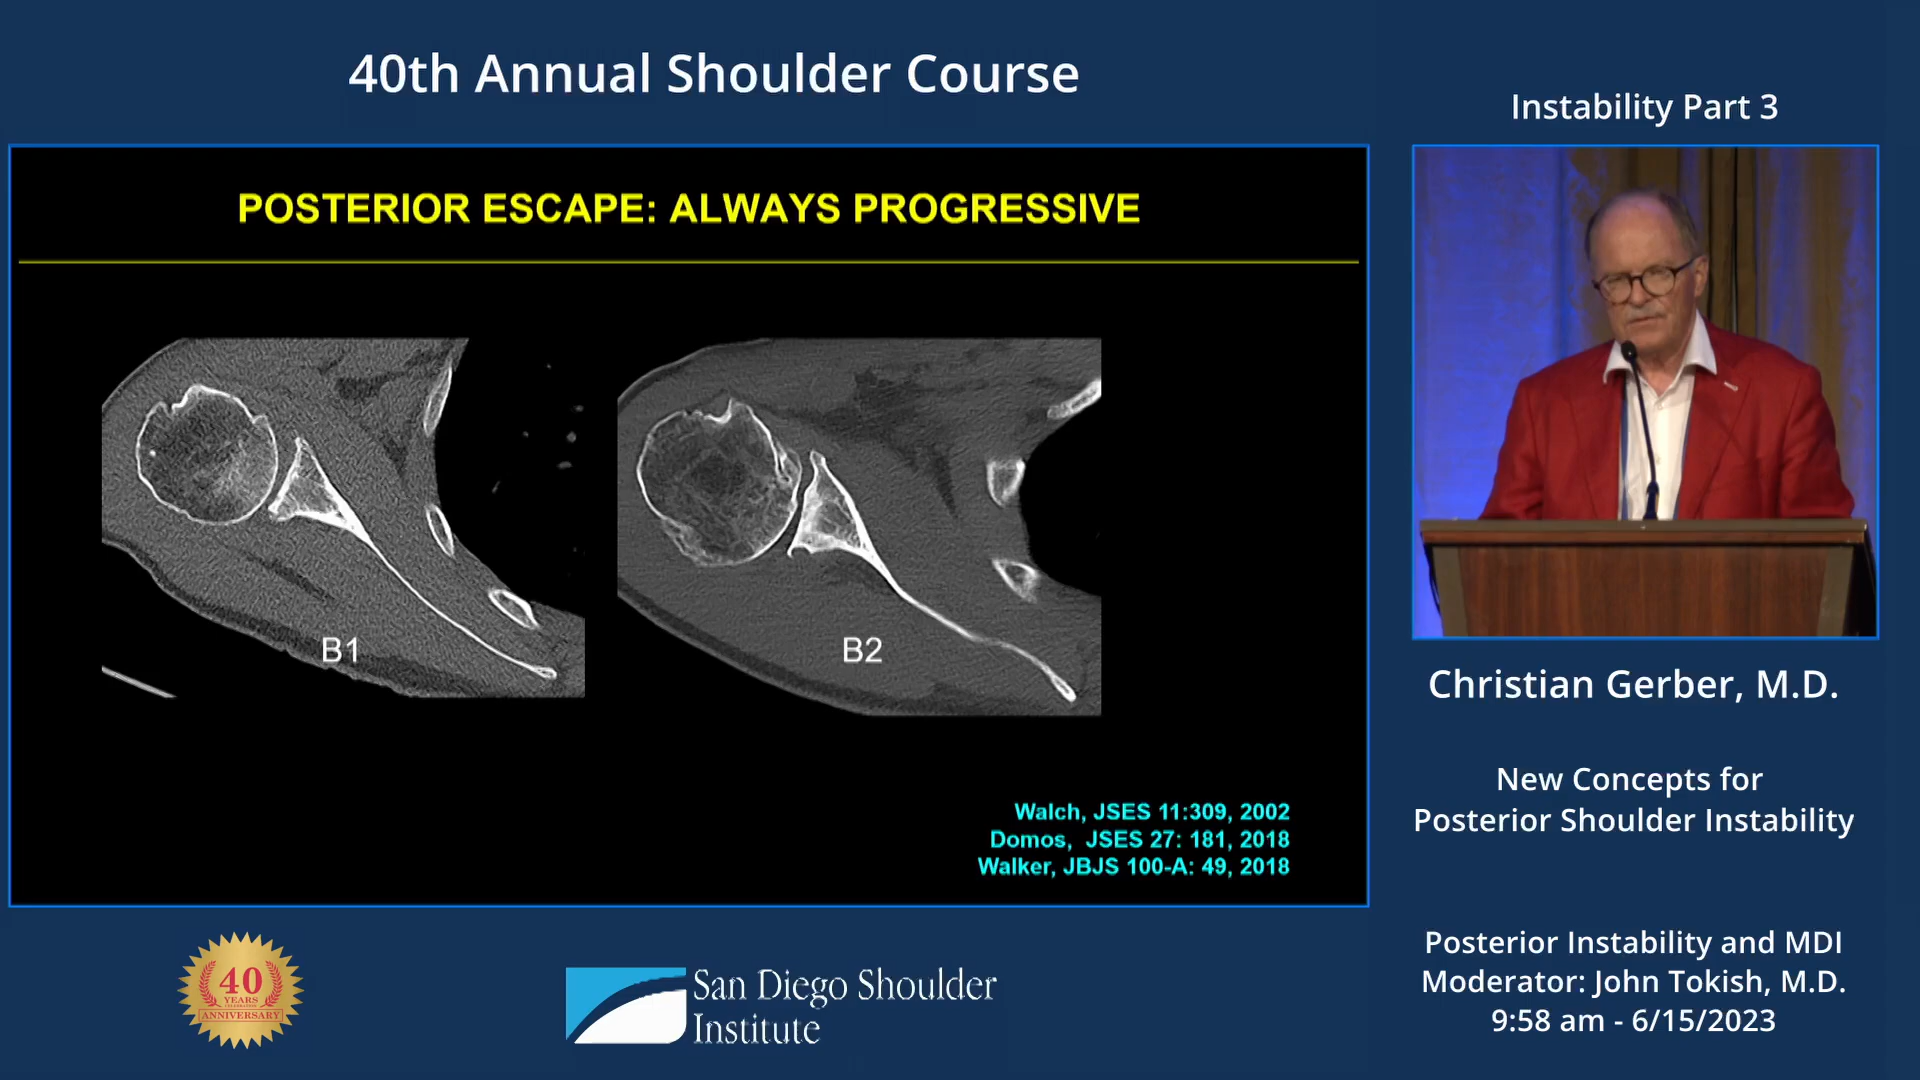 40th Annual Shoulder Course
POSTERIOR ESCAPE: ALWAYS PROGRESSIVE
B1
B2
Walch, JSES 11:309, 2002
Domos, JSES 27: 181, 2018
Walker, JBJS 100-A: 49, 2018
Instability Part 3
Christian Gerber, M.D.
New Concepts for
Posterior Shoulder Instability
Posterior Instability and MDI
Moderator: John Tokish, M.D.
9:58 am - 6/15/2023
40
YEARS
ANNIVERSARY
San Diego Shoulder
Institute